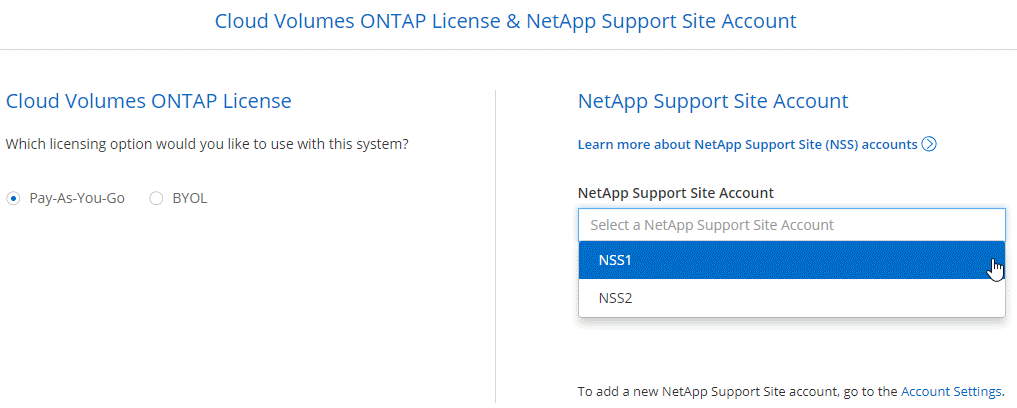 Cloud Volumes ONTAP License & NetApp Support Site Account
Cloud Volumes ONTAP License
Which licensing option would you like to use with this system?
Pay-As-You-Go
BYOL
NetApp Support Site Account
Learn more about NetApp Support Site (NSS) accounts
NetApp Support Site Account
Select a NetApp Support Site Account
NSS1
NSS2
To add a new NetApp Support Site account, go to the Account Settings.